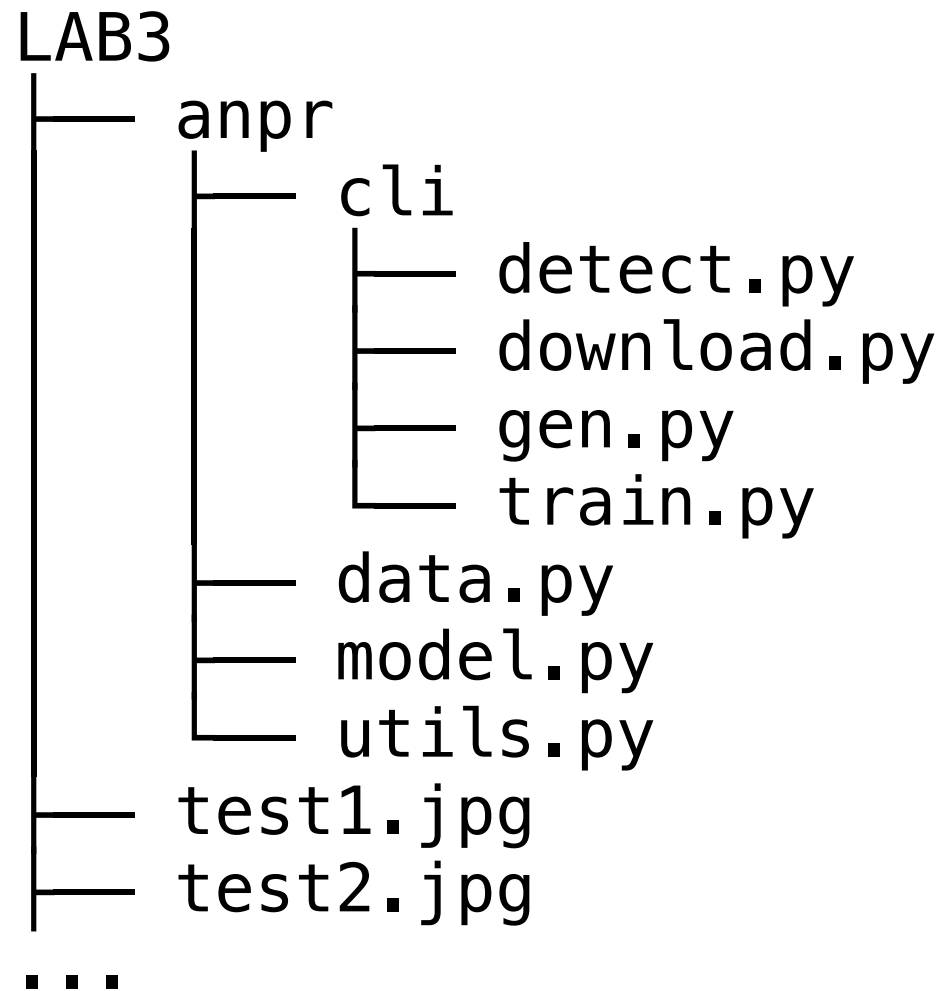 LAB3
anpr
cli
detect.py
download.py
gen.py
train.py
data.py
model.py
utils.py
test1.jpg
test2.jpg
...